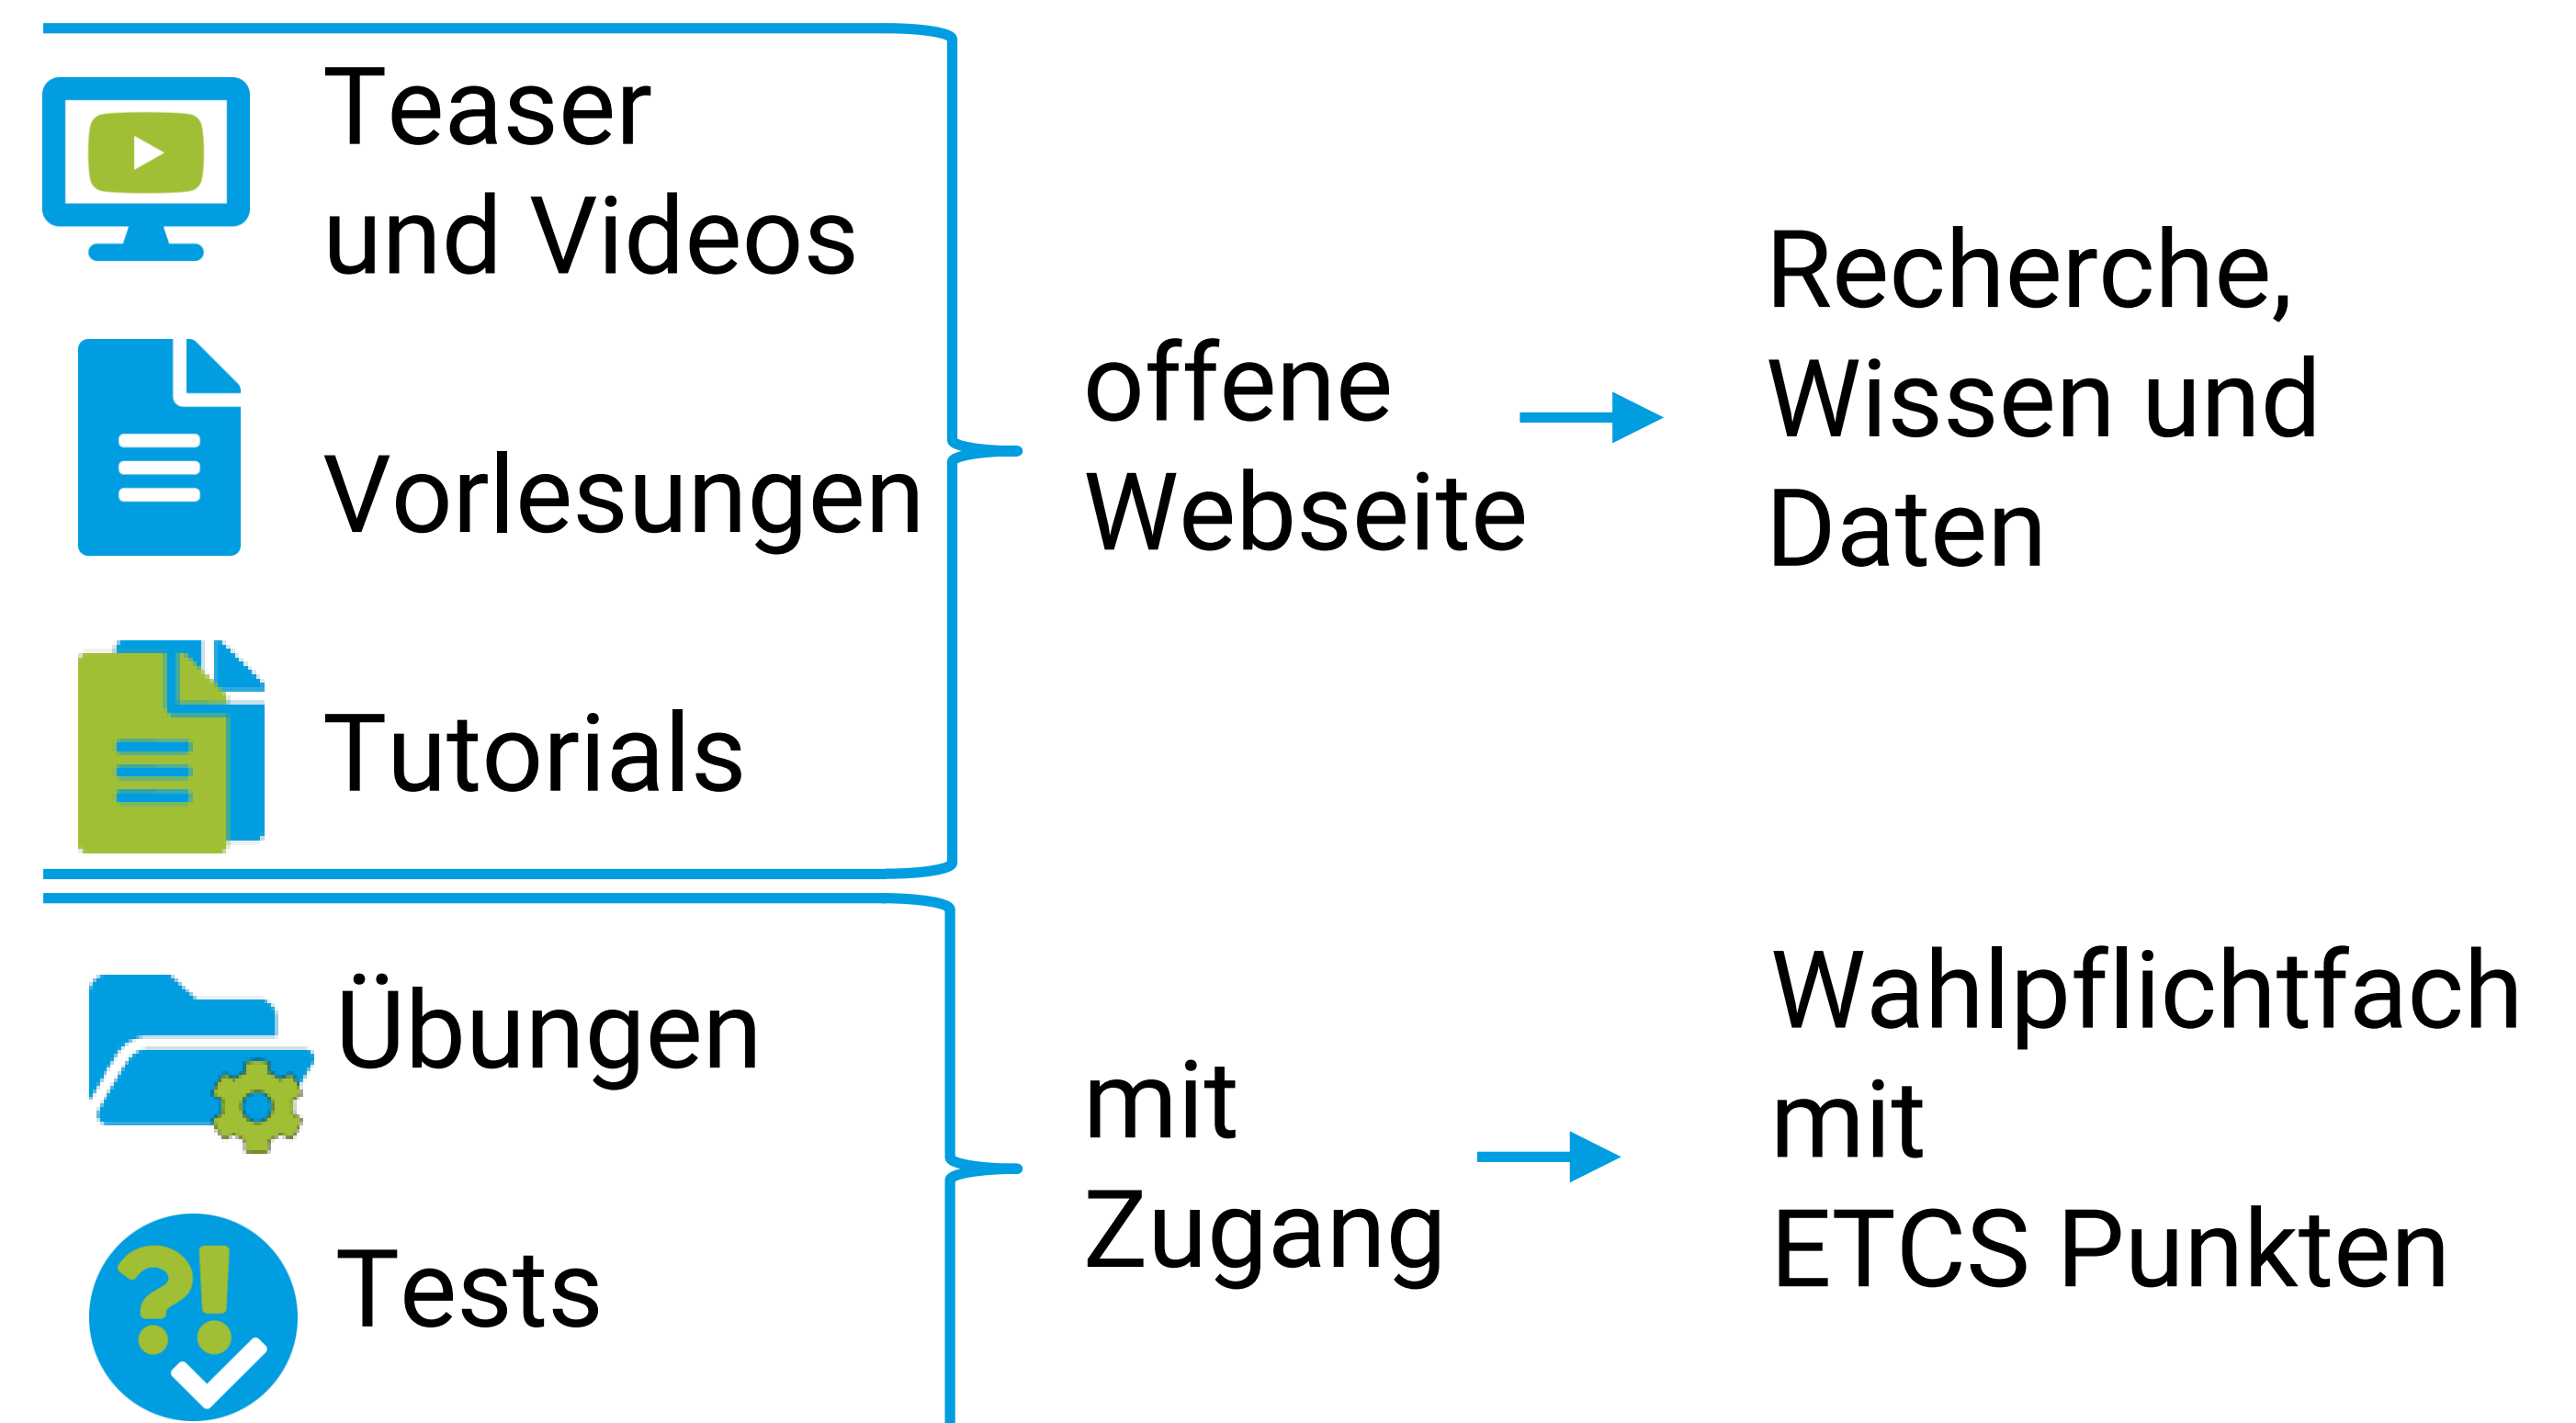 Teaser
und Videos
Vorlesungen
Tutorials
offene
Webseite
Recherche,
Wissen und
Daten
Übungen
Tests
mit
Zugang
Wahlpflichtfach
mit
ETCS Punkten
?!